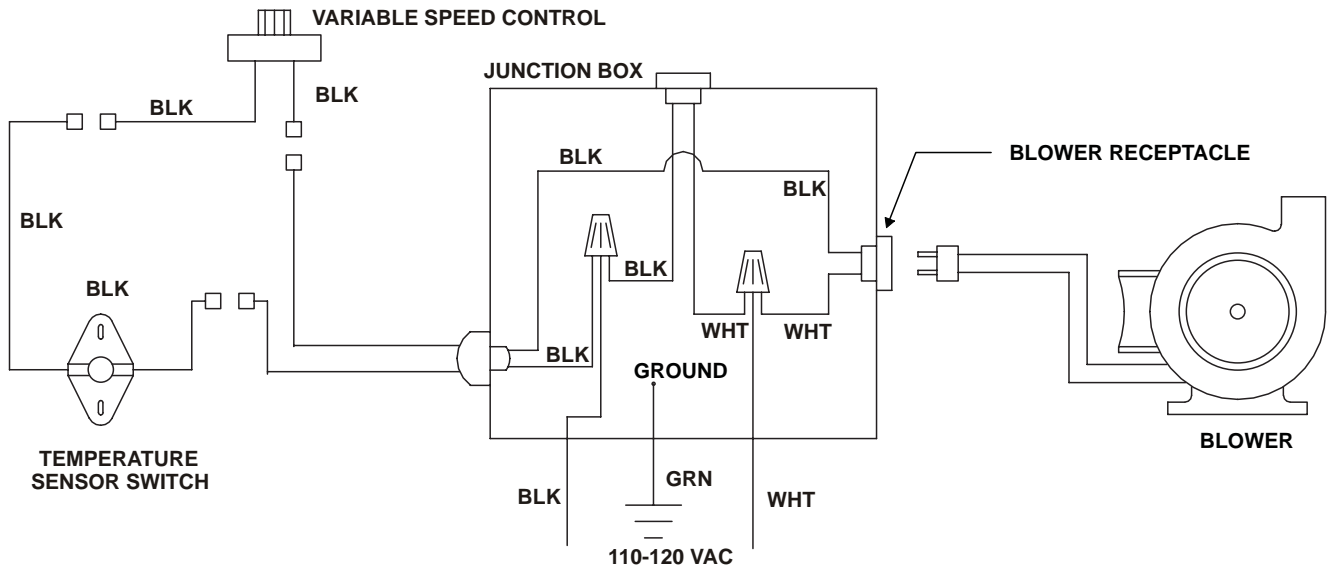 VARIABLE SPEED CONTROL
JUNCTION BOX
BLK
BLK
BLK
BLOWER RECEPTACLE
BLK
BLK
BLK
BLK
WHT
WHT
BLK
GROUND
TEMPERATURE
SENSOR SWITCH
BLOWER
BLK
GRN
WHT
110-120 VAC